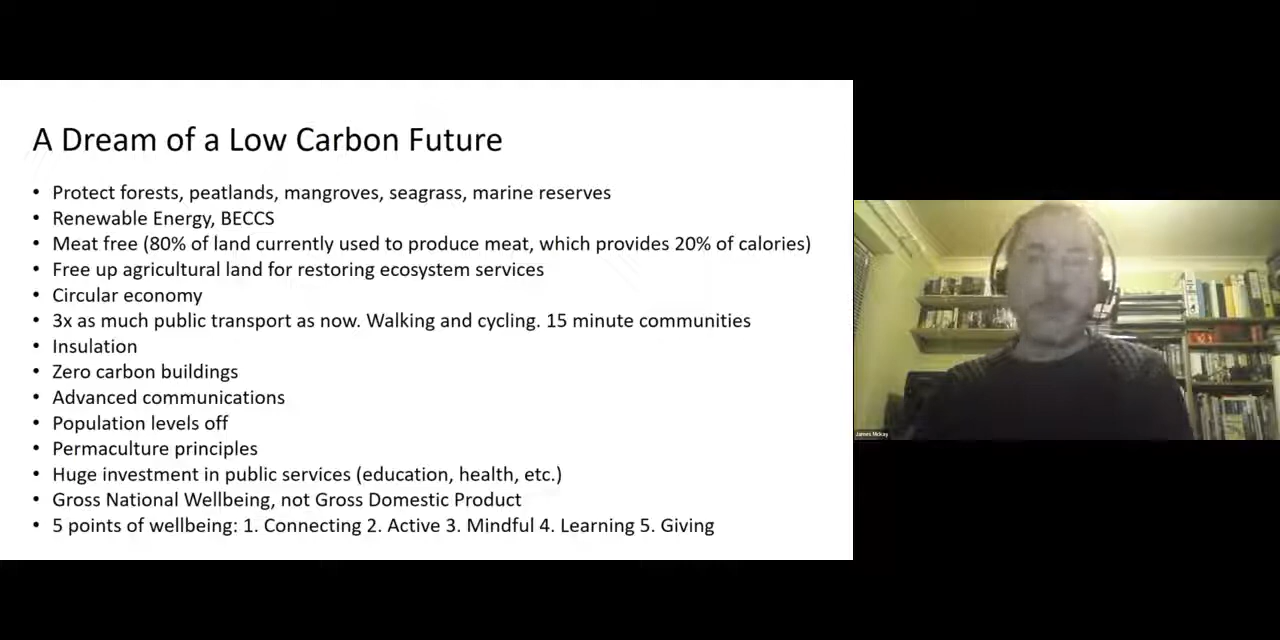 A Dream of a Low Carbon Future
• Protect forests, peatlands, mangroves, seagrass, marine reserves
• Renewable Energy, BECCS
• Meat free (80% of land currently used to produce meat, which provides 20% of calories)
• Free up agricultural land for restoring ecosystem services
• Circular economy
• 3x as much public transport as now. Walking and cycling. 15 minute communities
• Insulation
• Zero carbon buildings
• Advanced communications
• Population levels off
• Permaculture principles
• Huge investment in public services (education, health, etc.)
• Gross National Wellbeing, not Gross Domestic Product
• 5 points of wellbeing: 1. Connecting 2. Active 3. Mindful 4. Learning 5. Giving
James Mckay